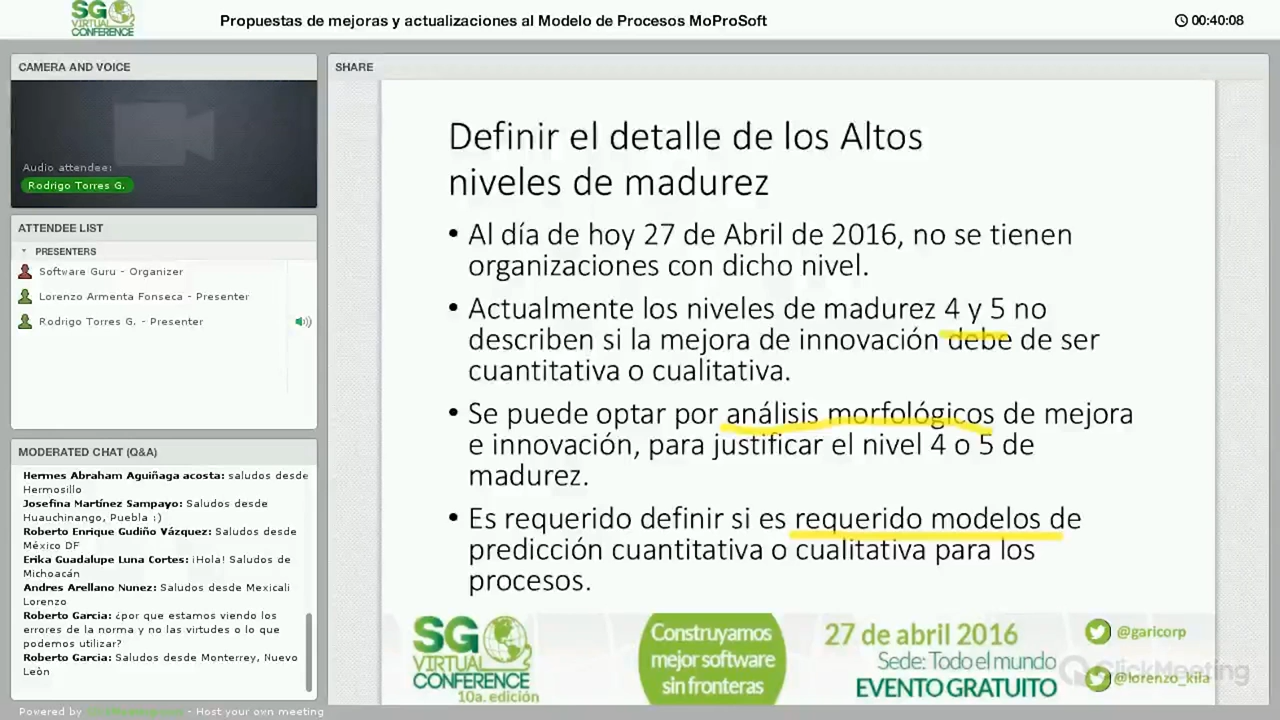 SG
VIRTUAL
CONFERENCE
Propuestas de mejoras y actualizaciones al Modelo de Procesos MoProSoft
00:40:08
CAMERA AND VOICE
Audio attendee:
Rodrigo Torres G.
ATTENDEE LIST
PRESENTERS
Software Guru - Organizer
Lorenzo Armenta Fonseca - Presenter
Rodrigo Torres G. - Presenter
MODERATED CHAT (Q&A)
Hermes Abraham Aguiñaga acosta: saludos desde
Hermosillo
Josefina Martínez Sampayo: Saludos desde
Huauchinango, Puebla :)
Roberto Enrique Gudiño Vázquez: Saludos desde
México DF
Erika Guadalupe Luna Cortes: ¡Hola! Saludos de
Michoacán
Andres Arellano Nunez: Saludos desde Mexicali
Lorenzo
Roberto Garcia: ¿por que estamos viendo los
errores de la norma y no las virtudes o lo que
podemos utilizar?
Roberto Garcia: Saludos desde Monterrey, Nuevo
Leòn
Powered by ClickMeeting.com - Host your own meeting
SHARE
Definir el detalle de los Altos
niveles de madurez
• Al día de hoy 27 de Abril de 2016, no se tienen
organizaciones con dicho nivel.
• Actualmente los niveles de madurez 4 y 5 no
describen si la mejora de innovación debe de ser
cuantitativa o cualitativa.
• Se puede optar por análisis morfológicos de mejora
e innovación, para justificar el nivel 4 o 5 de
madurez.
• Es requerido definir si es requerido modelos de
predicción cuantitativa o cualitativa para los
procesos.
SG
VIRTUAL
CONFERENCE
10a. edición
Construyamos
mejor software
sin fronteras
27 de abril 2016
Sede: Todo el mundo
EVENTO GRATUITO
@garicorp
@lorenzo_xila
ClickMeeting